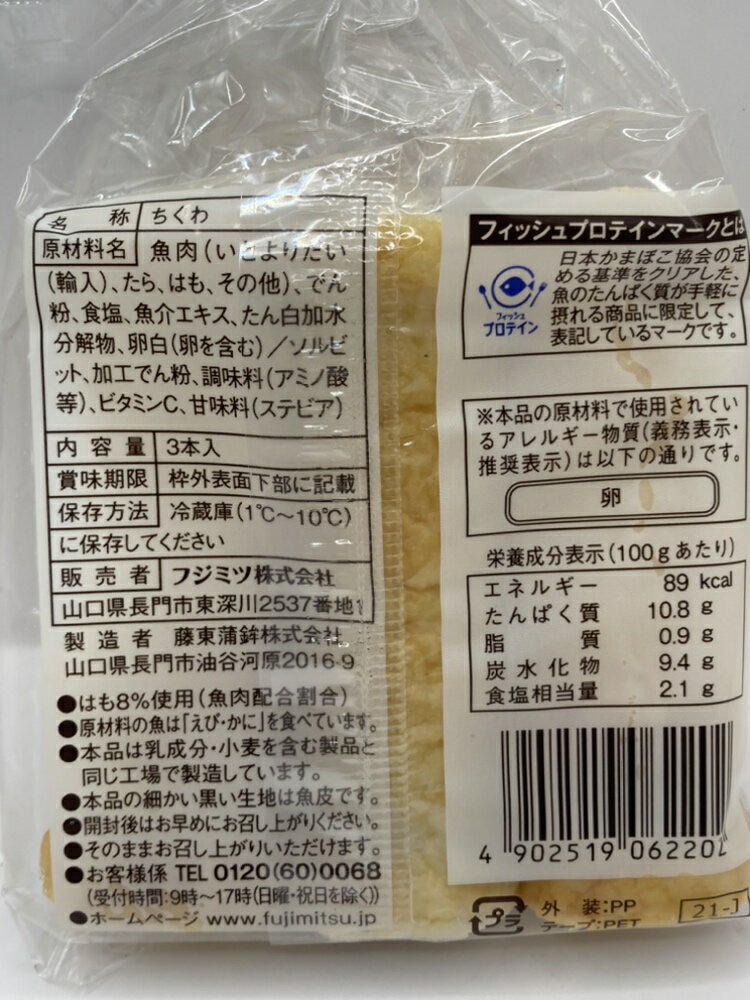 名称 ちくわ
原材料名 魚肉(いとよりだい
(輸入)、たら、はも、その他)、でん
粉、食塩、魚介エキス、たん白加水
分解物、卵白(卵を含む)/ソルビ
ット、加工でん粉、調味料(アミノ酸
等)、ビタミンC、甘味料(ステビア)
内容量 3本入
賞味期限 枠外表面下部に記載
保存方法 冷蔵庫(1℃〜10℃)
に保存してください
販売者 フジミツ株式会社
山口県長門市東深川2537番地1
製造者 藤東蒲鉾株式会社
山口県長門市油谷河原2016-9
●はも8%使用(魚肉配合割合)
●原材料の魚は「えび・かに」を食べています。
●本品は乳成分・小麦を含む製品と
同じ工場で製造しています。
●本品の細かい黒い生地は魚皮です。
●開封後はお早めにお召し上がりください。
●そのままお召し上がりいただけます。
●お客様係 TEL 0120(60)0068
(受付時間:9時〜17時(日曜・祝日を除く))
●ホームページ www.fujimitsu.jp
フィッシュプロテインマークとは
日本かまぼこ協会の定
める基準をクリアした、
魚のたんぱく質が手軽に
摂れる商品に限定して、
表記しているマークです。
フィッシュ
プロテイン
※本品の原材料で使用されてい
るアレルギー物質(義務表示・
推奨表示)は以下の通りです。
卵
栄養成分表示(100gあたり)
エネルギー 89 kcal
たんぱく質 10.8 g
脂質 0.9 g
炭水化物 9.4 g
食塩相当量 2.1 g
4 902519 062202
プラ
外装:PP
テープ:PET
21-J